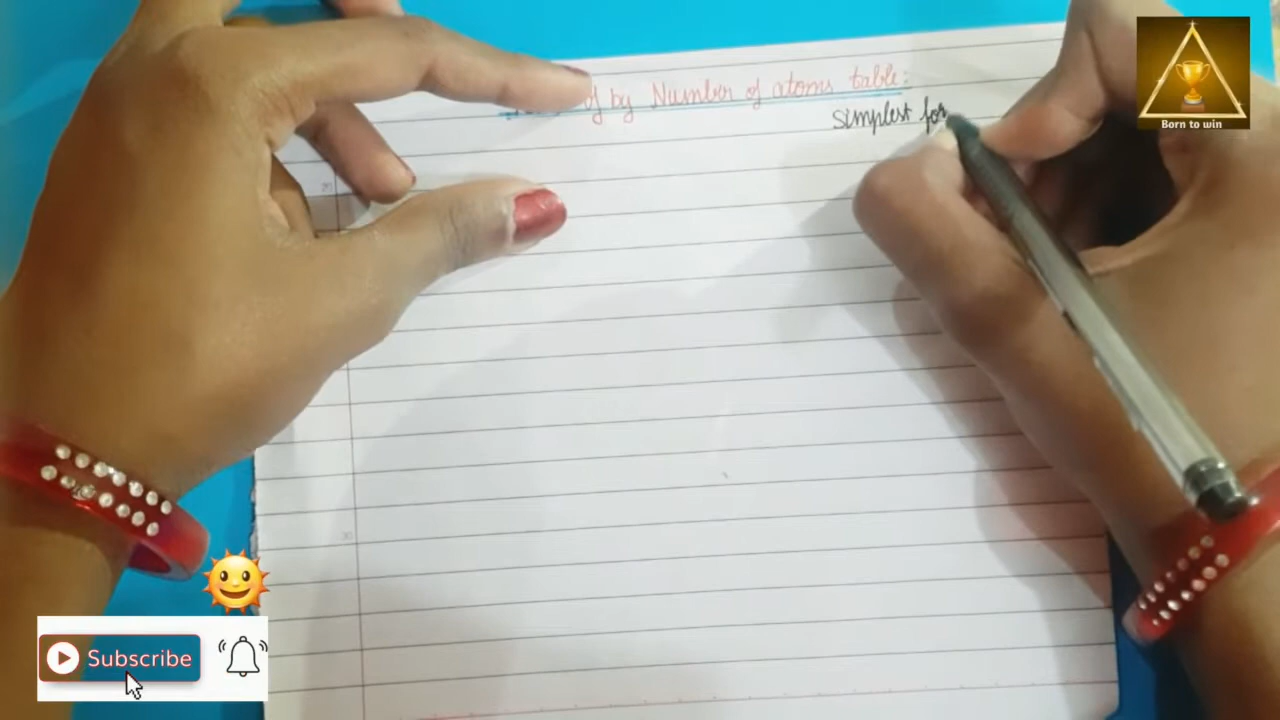 by Number of atoms table:
simplest for
Born to win
Subscribe